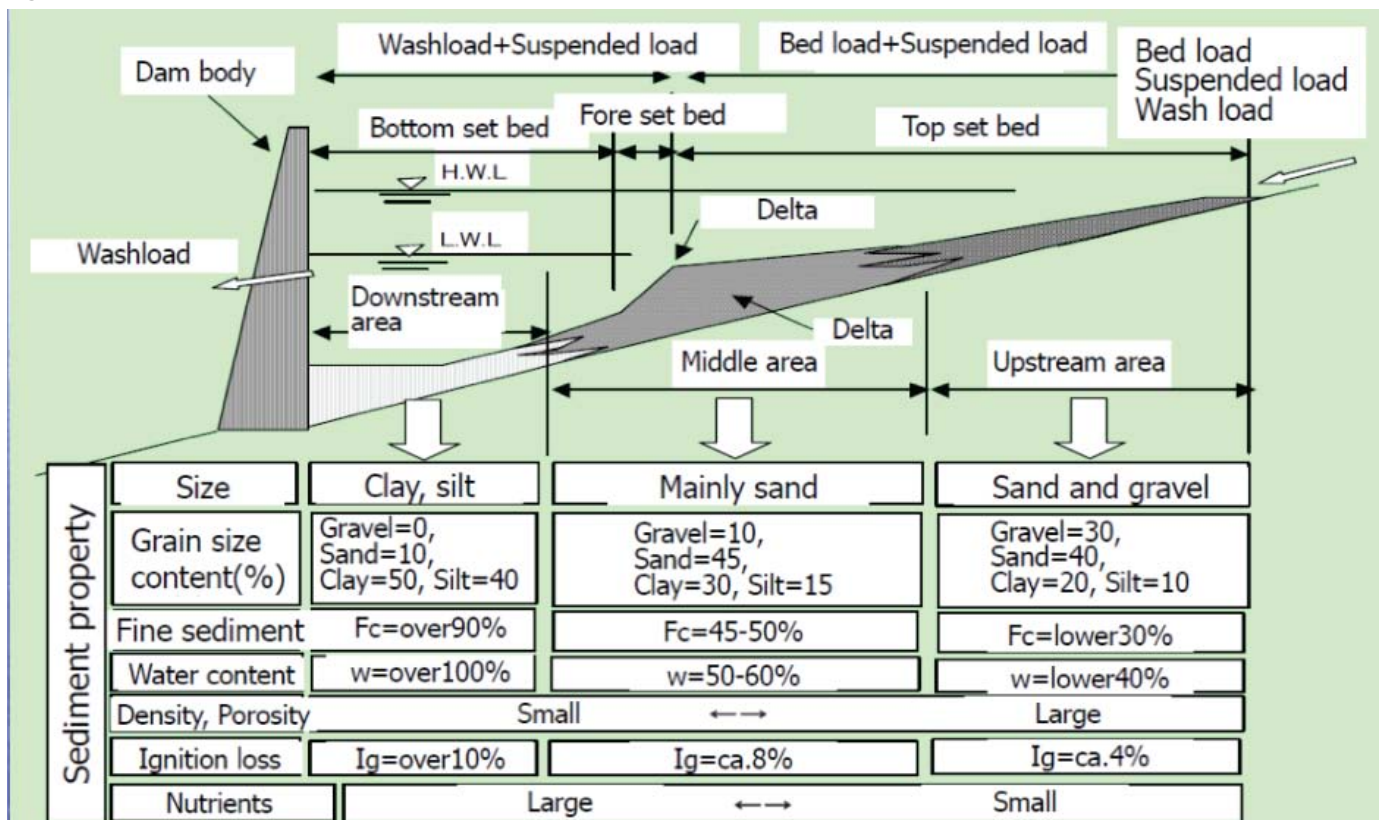 Washload+Suspended load
Bed load+Suspended load
Bed load
Suspended load
Wash load
Dam body
Bottom set bed
Fore set bed
Top set bed
H.W.L
Delta
L.W.L
Washload
Downstream
area
Delta
Middle area
Upstream area
Sediment property
Size
Clay, silt
Mainly sand
Sand and gravel
Grain size
content(%)
Gravel=0,
Sand=10,
Clay=50, Silt=40
Gravel=10,
Sand=45,
Clay=30, Silt=15
Gravel=30,
Sand=40,
Clay=20, Silt=10
Fine sediment
Fc=over90%
Fc=45-50%
Fc=lower30%
Water content
w=over100%
w=50-60%
w=lower40%
Density, Porosity
Small ←→ Large
Ignition loss
Ig=over10%
Ig=ca.8%
Ig=ca.4%
Nutrients
Large ←→ Small